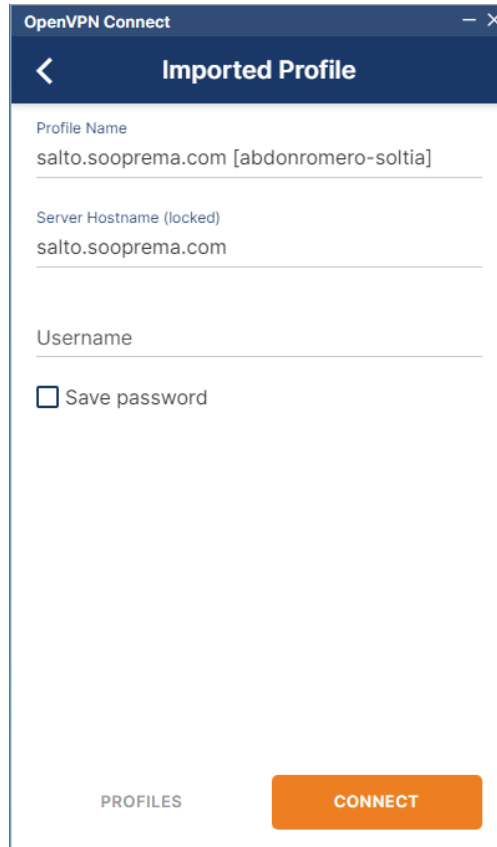 OpenVPN Connect
Imported Profile
Profile Name
salto.sooprema.com [abdonromero-soltia]
Server Hostname (locked)
salto.sooprema.com
Username
Save password
PROFILES
CONNECT